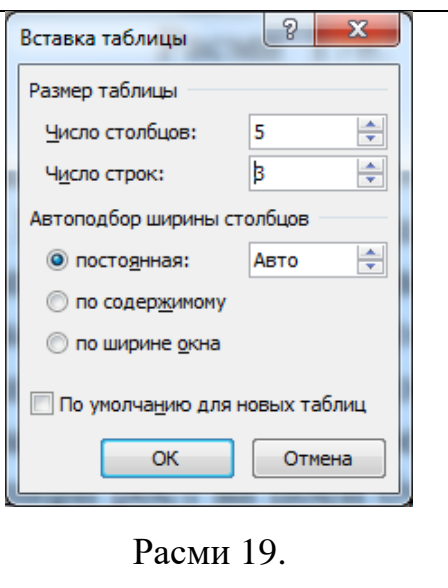 Вставка таблицы
Размер таблицы
Число столбцов: 5
Число строк: 3
Автоподбор ширины столбцов
постоянная: Авто
по содержимому
по ширине окна
По умолчанию для новых таблиц
ОК Отмена
Расми 19.